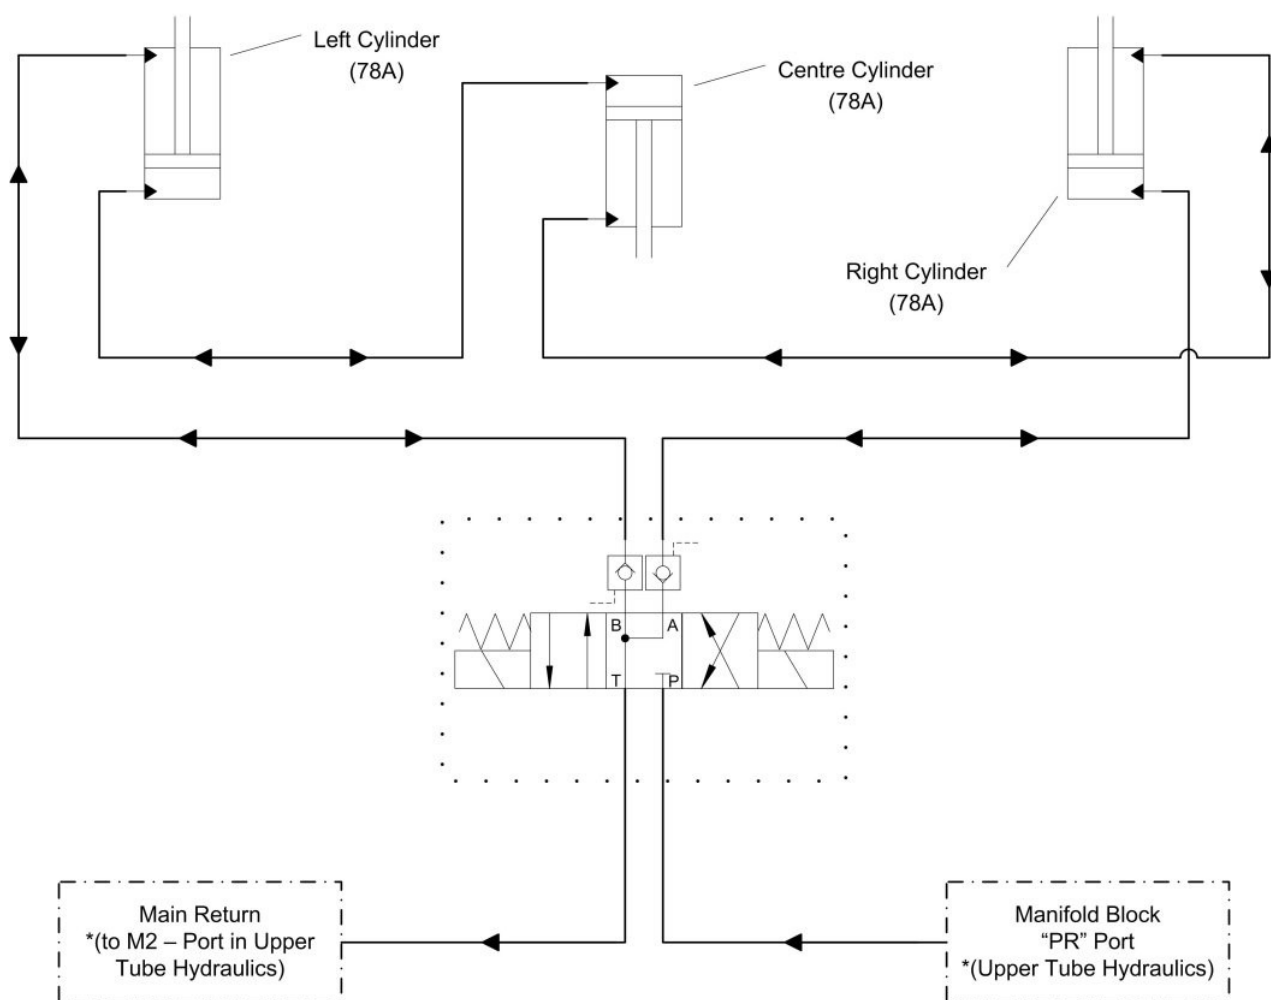 Left Cylinder
(78A)
Centre Cylinder
(78A)
Right Cylinder
(78A)
B
A
T
P
Main Return
*(to M2 – Port in Upper
Tube Hydraulics)
Manifold Block
“PR” Port
*(Upper Tube Hydraulics)